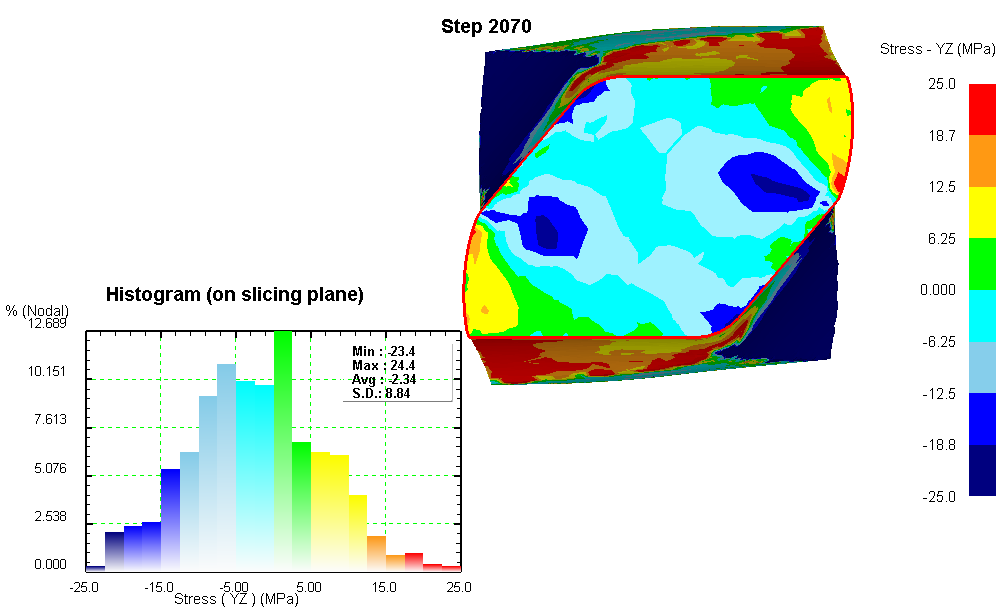 Step 2070
Stress - YZ (MPa)
25.0
18.7
12.5
6.25
0.000
-6.25
-12.5
-18.8
-25.0
Histogram (on slicing plane)
% (Nodal)
12.689
10.151
7.613
5.076
2.538
0.000
Min : -23.4
Max : 24.4
Avg : -2.34
S.D.: 8.84
-25.0 -15.0 -5.00 5.00 15.0 25.0
Stress ( YZ ) (MPa)